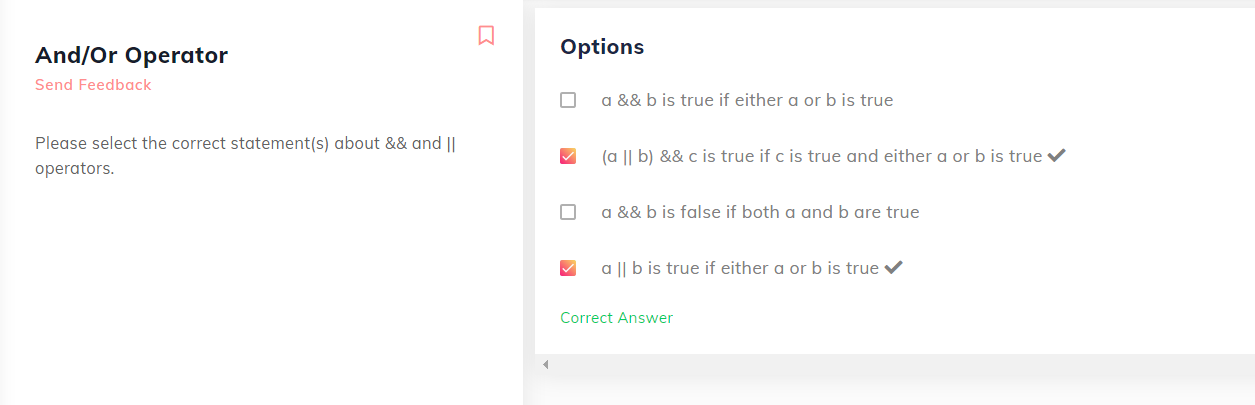 And/Or Operator
Send Feedback
Please select the correct statement(s) about && and ||
operators.
Options
a && b is true if either a or b is true
(a || b) && c is true if c is true and either a or b is true
a && b is false if both a and b are true
a || b is true if either a or b is true
Correct Answer